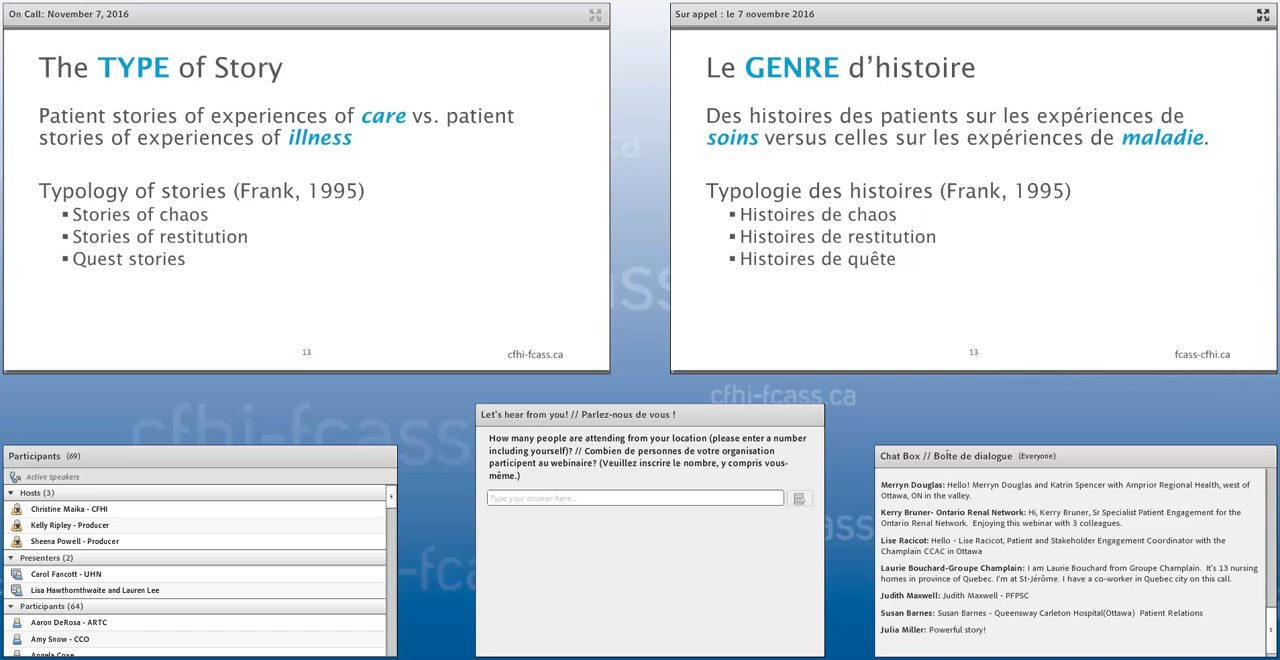 On Call: November 7, 2016
The TYPE of Story
Patient stories of experiences of care vs. patient
stories of experiences of illness
Typology of stories (Frank, 1995)
▪ Stories of chaos
▪ Stories of restitution
▪ Quest stories
13
cfhi-fcass.ca
Sur appel : le 7 novembre 2016
Le GENRE d’histoire
Des histoires des patients sur les expériences de
soins versus celles sur les expériences de maladie.
Typologie des histoires (Frank, 1995)
▪ Histoires de chaos
▪ Histoires de restitution
▪ Histoires de quête
13
fcass-cfhi.ca
cfhi-fcass.ca
cfhi-fcass
Participants (69)
Active Speakers
Hosts (3)
Christine Maika - CFHI
Kelly Ripley - Producer
Sheena Powell - Producer
Presenters (2)
Carol Fancott - UHN
Lisa Hawthornthwaite and Lauren Lee
Participants (64)
Aaron DeRosa - ARTC
Amy Snow - CCO
Angela Coxe
Let's hear from you! // Parlez-nous de vous !
How many people are attending from your location (please enter a number
including yourself)? // Combien de personnes de votre organisation
participent au webinaire? (Veuillez inscrire le nombre, y compris vous-
même.)
Type your answer here...
Chat Box // Boîte de dialogue (Everyone)
Merryn Douglas: Hello! Merryn Douglas and Katrin Spencer with Arnprior Regional Health, west of
Ottawa, ON in the valley.
Kerry Bruner- Ontario Renal Network: Hi, Kerry Bruner, Sr Specialist Patient Engagement for the
Ontario Renal Network. Enjoying this webinar with 3 colleagues.
Lise Racicot: Hello - Lise Racicot, Patient and Stakeholder Engagement Coordinator with the
Champlain CCAC in Ottawa
Laurie Bouchard-Groupe Champlain: I am Laurie Bouchard from Groupe Champlain. It's 13 nursing
homes in province of Quebec. I'm at St-Jérôme. I have a co-worker in Quebec city on this call.
Judith Maxwell: Judith Maxwell - PFPSC
Susan Barnes: Susan Barnes - Queensway Carleton Hospital(Ottawa) Patient Relations
Julia Miller: Powerful story!